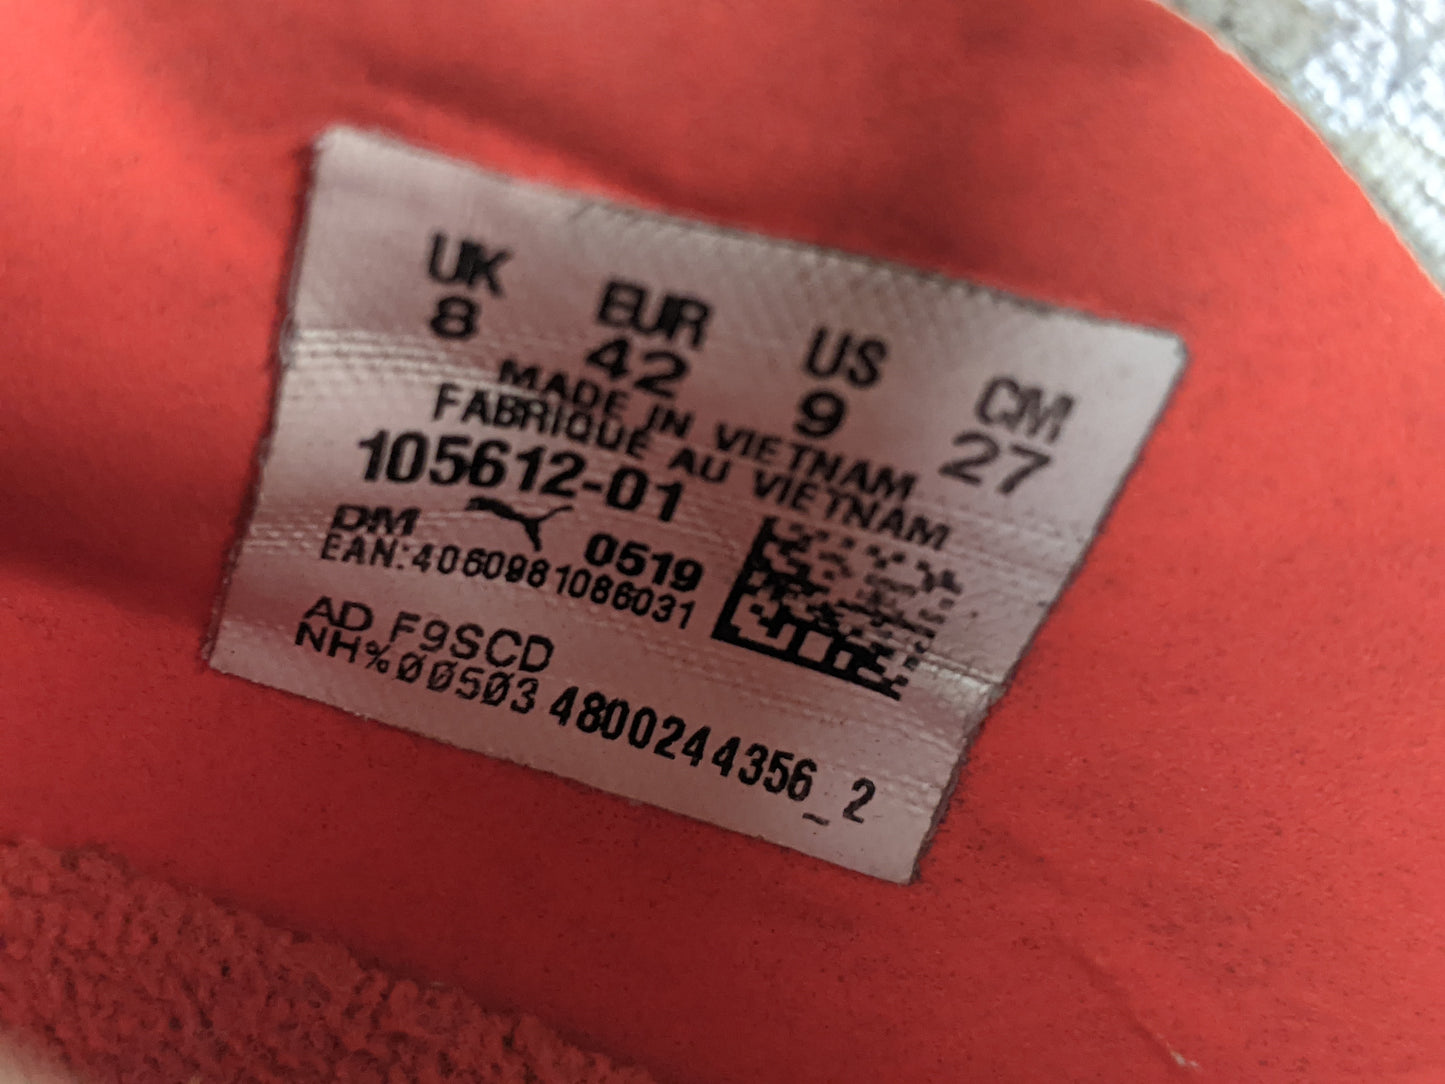 UK EUR US CM
8 42 9 27
MADE IN VIETNAM
FABRIQUÉ AU VIETNAM
105612-01
DM 0519
EAN:4060981086031
AD F9SCD
NH%00503 4800244356_2